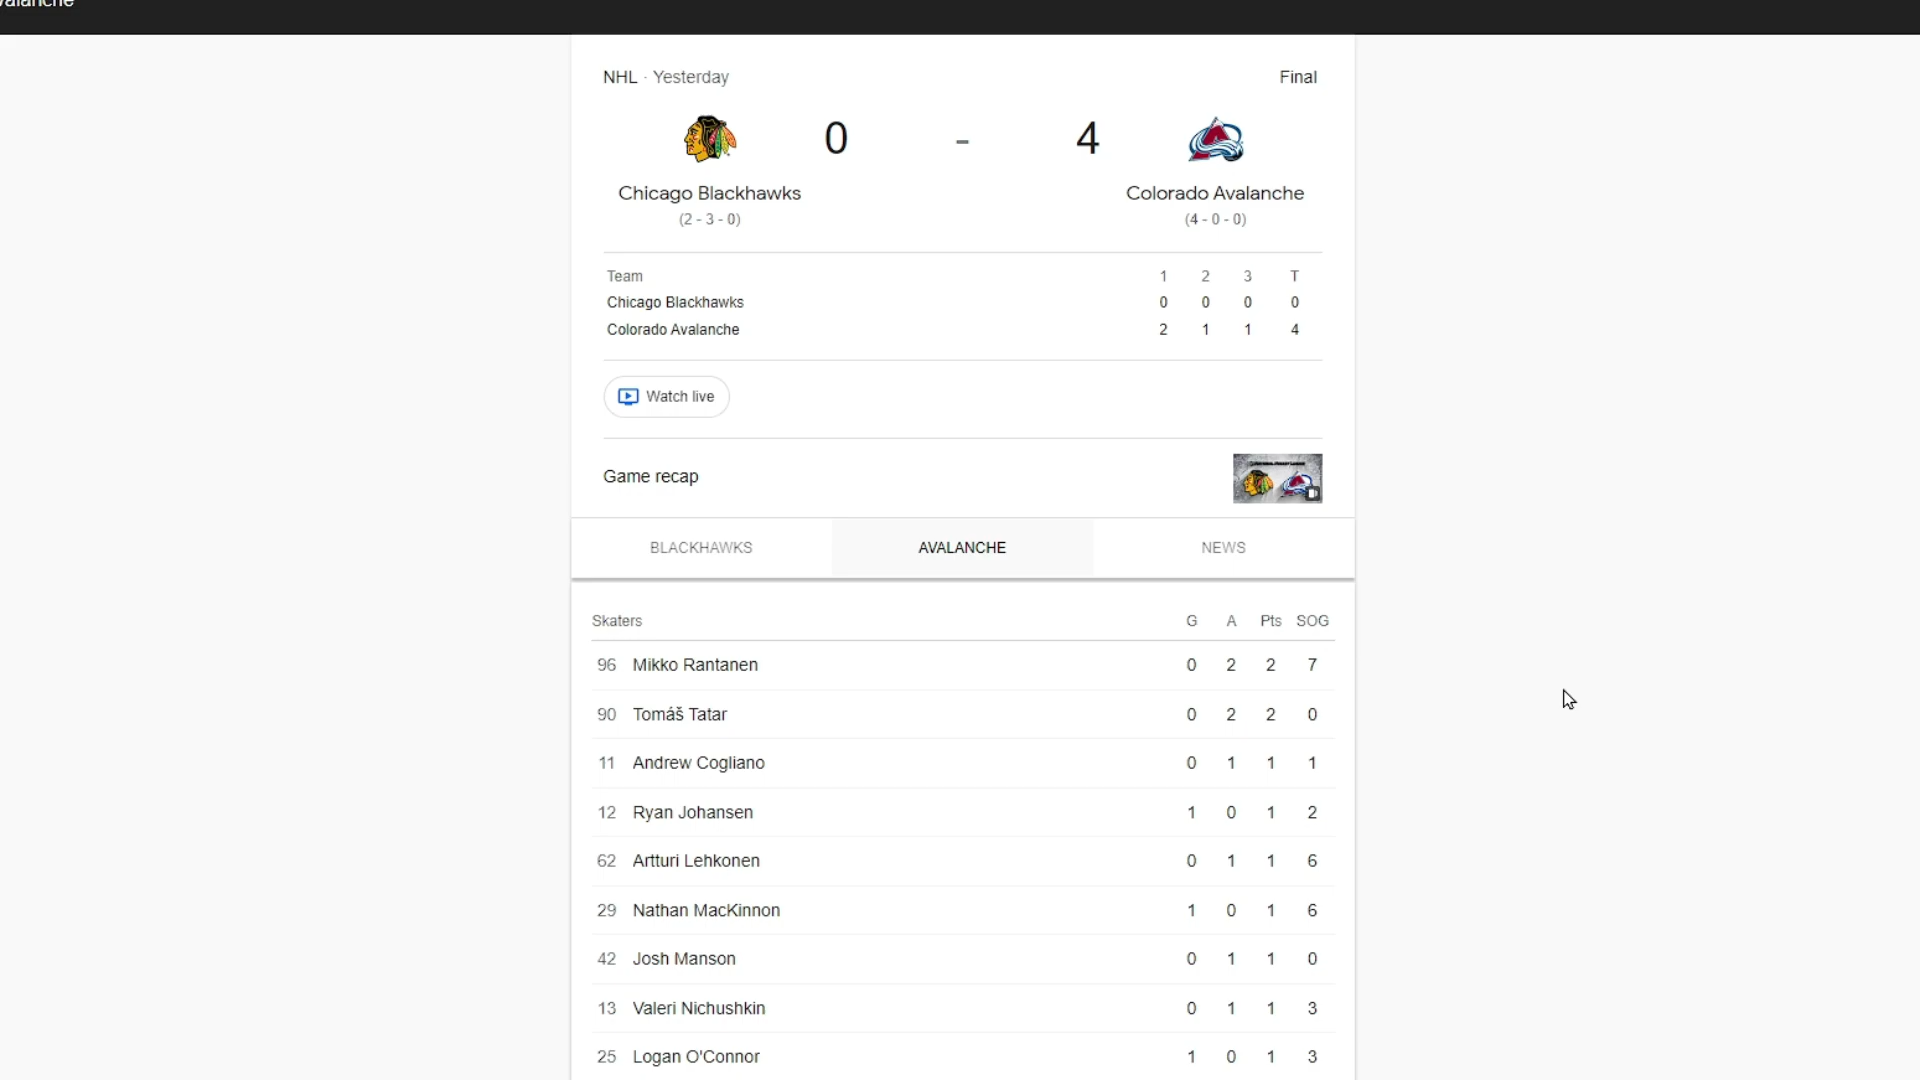 NHL · Yesterday Final
0 - 4
Chicago Blackhawks Colorado Avalanche
(2 - 3 - 0) (4 - 0 - 0)
Team 1 2 3 T
Chicago Blackhawks 0 0 0 0
Colorado Avalanche 2 1 1 4
Watch live
Game recap
BLACKHAWKS AVALANCHE NEWS
Skaters G A Pts SOG
96 Mikko Rantanen 0 2 2 7
90 Tomáš Tatar 0 2 2 0
11 Andrew Cogliano 0 1 1 1
12 Ryan Johansen 1 0 1 2
62 Artturi Lehkonen 0 1 1 6
29 Nathan MacKinnon 1 0 1 6
42 Josh Manson 0 1 1 0
13 Valeri Nichushkin 0 1 1 3
25 Logan O'Connor 1 0 1 3